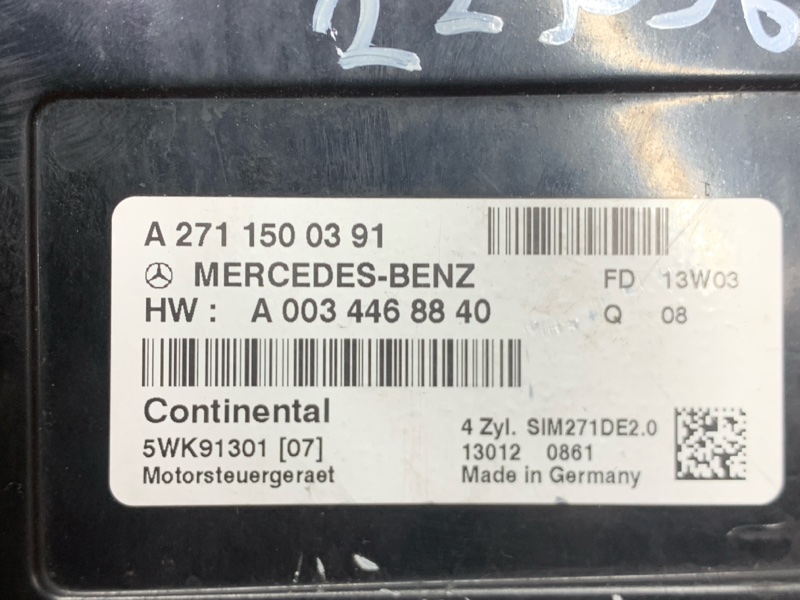 A 271 150 03 91
MERCEDES-BENZ FD 13W03
HW : A 003 446 88 40 Q 08
Continental
5WK91301 [07] 4 Zyl. SIM271DE2.0
13012 0861
Motorsteuergeraet Made in Germany